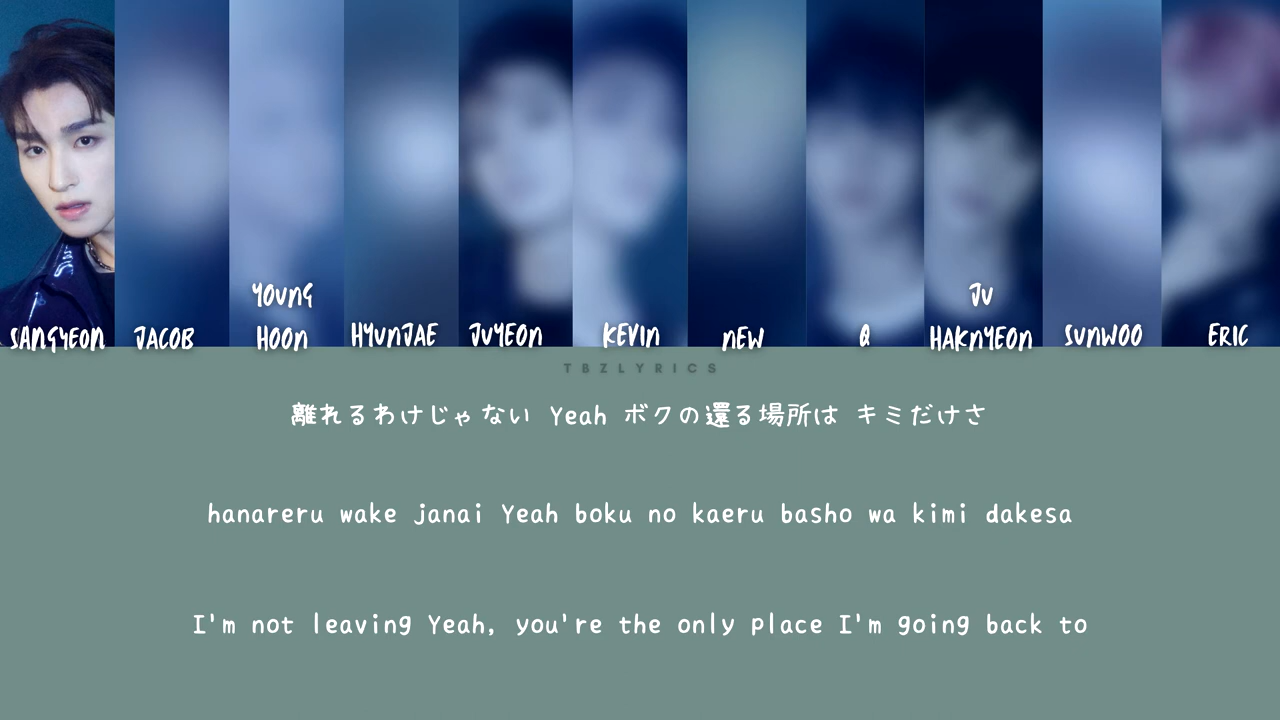 SANGYEON
JACOB
YOUNG
HOON
HYUNJAE
JUYEON
KEVIN
NEW
Q
JU
HAKNYEON
SUNWOO
ERIC
TBZLYRICS
離れるわけじゃない Yeah ボクの還る場所は キミだけさ
hanareru wake janai Yeah boku no kaeru basho wa kimi dakesa
I'm not leaving Yeah, you're the only place I'm going back to